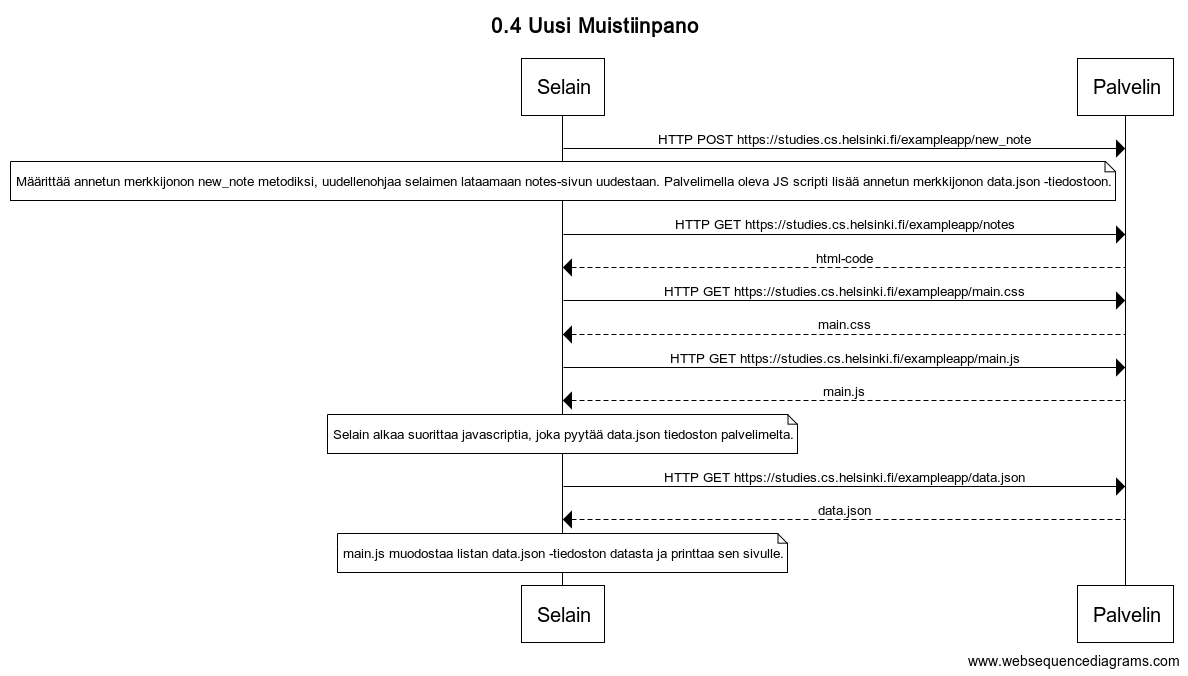 0.4 Uusi Muistiinpano
Selain
Palvelin
HTTP POST https://studies.cs.helsinki.fi/exampleapp/new_note
Määrittää annetun merkkijonon new_note metodiksi, uudellenohjaa selaimen lataamaan notes-sivun uudestaan. Palvelimella oleva JS scripti lisää annetun merkkijonon data.json -tiedostoon.
HTTP GET https://studies.cs.helsinki.fi/exampleapp/notes
html-code
HTTP GET https://studies.cs.helsinki.fi/exampleapp/main.css
main.css
HTTP GET https://studies.cs.helsinki.fi/exampleapp/main.js
main.js
Selain alkaa suorittaa javascriptia, joka pyytää data.json tiedoston palvelimelta.
HTTP GET https://studies.cs.helsinki.fi/exampleapp/data.json
data.json
main.js muodostaa listan data.json -tiedoston datasta ja printtaa sen sivulle.
Selain
Palvelin
www.websequencediagrams.com